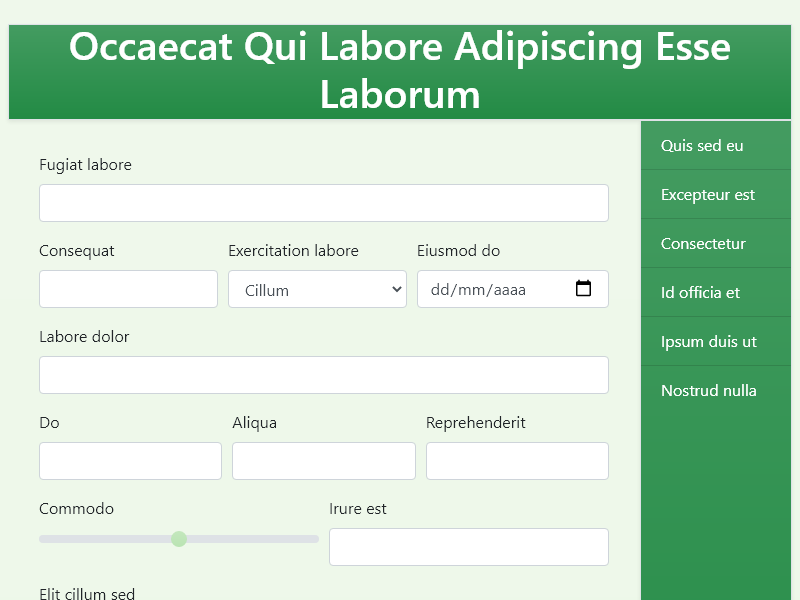 Occaecat Qui Labore Adipiscing Esse
Laborum
Quis sed eu
Excepteur est
Consectetur
Id officia et
Ipsum duis ut
Nostrud nulla
Fugiat labore
Consequat
Exercitation labore
Cillum
Eiusmod do
dd/mm/aaaa
Labore dolor
Do
Aliqua
Reprehenderit
Commodo
Irure est
Elit cillum sed